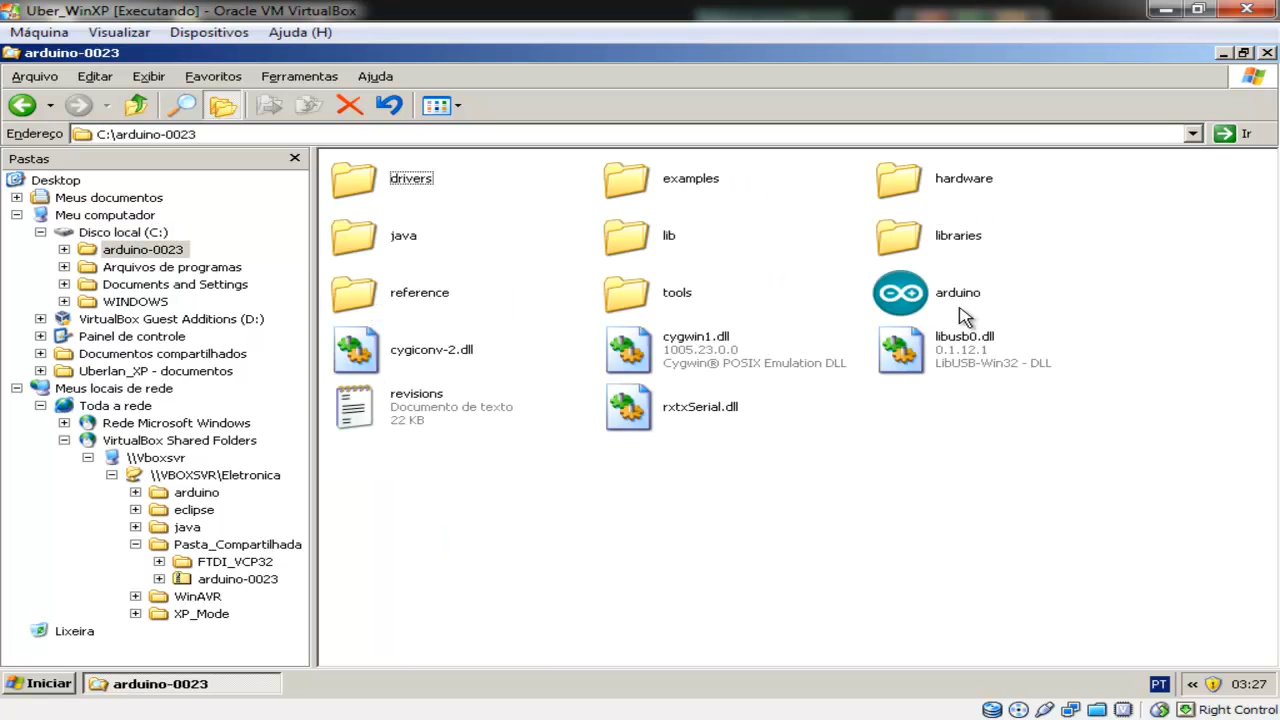 Uber_WinXP [Executando] - Oracle VM VirtualBox
Máquina Visualizar Dispositivos Ajuda (H)
arduino-0023
Arquivo Editar Exibir Favoritos Ferramentas Ajuda
Endereço C:\arduino-0023 Ir
Pastas
Desktop
Meus documentos
Meu computador
Disco local (C:)
arduino-0023
Arquivos de programas
Documents and Settings
WINDOWS
VirtualBox Guest Additions (D:)
Painel de controle
Documentos compartilhados
Uberlan_XP - documentos
Meus locais de rede
Toda a rede
Rede Microsoft Windows
VirtualBox Shared Folders
\\Vboxsvr
\\VBOXSVR\Eletronica
arduino
eclipse
java
Pasta_Compartilhada
FTDI_VCP32
arduino-0023
WinAVR
XP_Mode
Lixeira
drivers examples hardware
java lib libraries
reference tools arduino
cygiconv-2.dll
cygwin1.dll
1005.23.0.0
Cygwin® POSIX Emulation DLL
libusb0.dll
0.1.12.1
LibUSB-Win32 - DLL
revisions
Documento de texto
22 KB
rxtxSerial.dll
Iniciar arduino-0023 PT « 03:27
Right Control